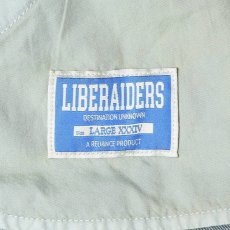 LIBERAIDERS
DESTINATION UNKNOWN
SIZE LARGE XXXIV
A RELIANCE PRODUCT